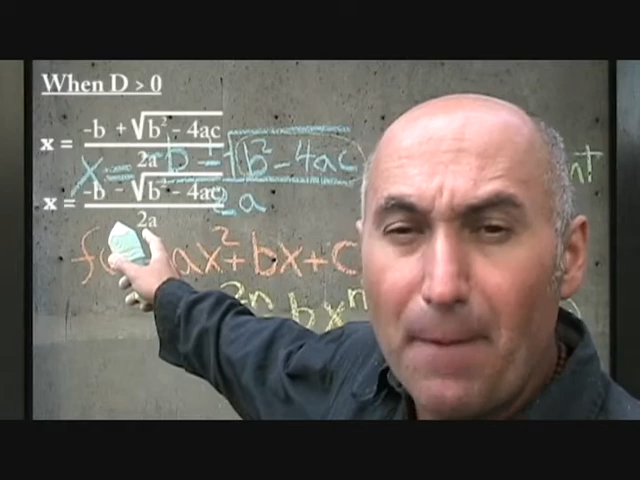 When D > 0
x = -b + √b² - 4ac
2a
x = -b - √b² - 4ac
2a
x = -b ± √b² - 4ac
2a
ax² + bx + c
bxⁿ